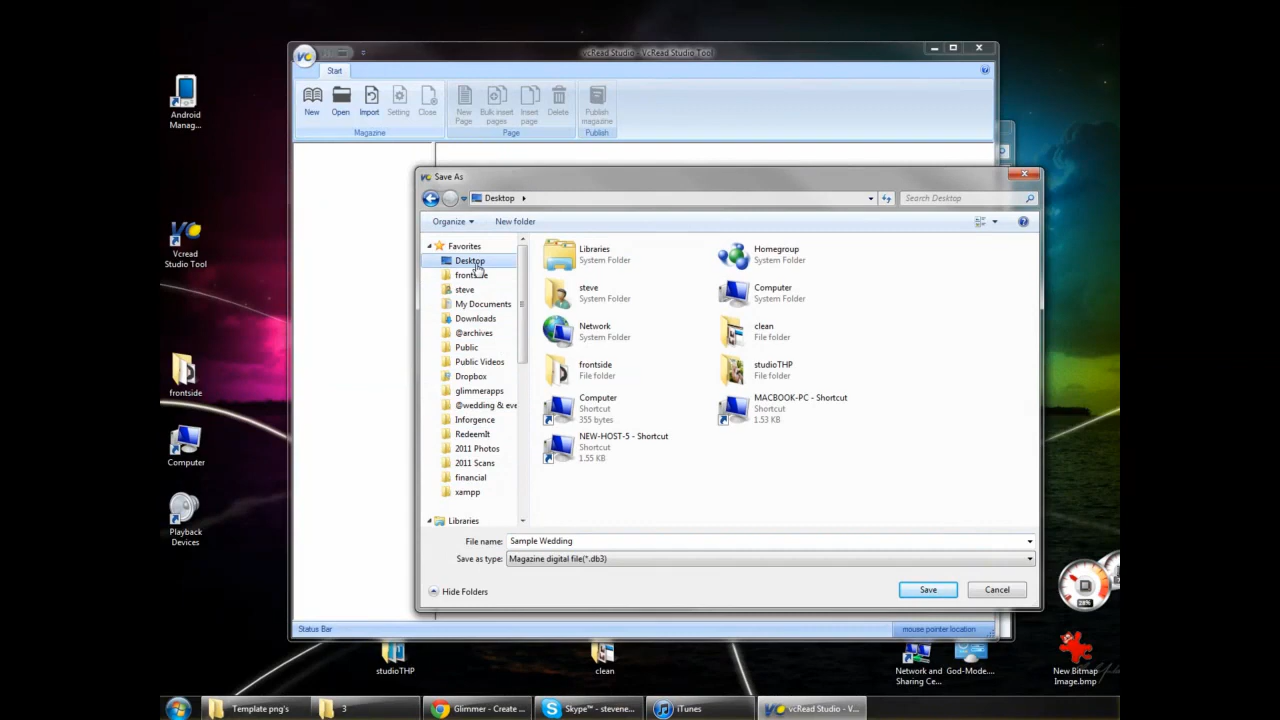 vcRead Studio - VcRead Studio Tool
Start
New
Open
Import
Setting
Close
New
Page
Bulk insert
pages
Insert
page
Delete
Publish
magazine
Magazine
Page
Publish
Save As
Desktop
Search Desktop
Organize
New folder
Favorites
Desktop
frontside
steve
My Documents
Downloads
@archives
Public
Public Videos
Dropbox
glimmerapps
@wedding & eve
Inforgence
RedeemIt
2011 Photos
2011 Scans
financial
xampp
Libraries
Libraries
System Folder
Homegroup
System Folder
steve
System Folder
Computer
System Folder
Network
System Folder
clean
File folder
frontside
File folder
studioTHP
File folder
Computer
Shortcut
355 bytes
MACBOOK-PC - Shortcut
Shortcut
1.53 KB
NEW-HOST-5 - Shortcut
Shortcut
1.55 KB
File name: Sample Wedding
Save as type: Magazine digital file(*.db3)
Hide Folders
Save
Cancel
Status Bar
mouse pointer location
Android
Manag...
Vcread
Studio Tool
frontside
Computer
Playback
Devices
studioTHP
clean
Network and
Sharing Ce...
God-Mode....
New Bitmap
Image.bmp
28%
Template png's
3
Glimmer - Create ...
Skype™ - stevene...
iTunes
vcRead Studio - V...